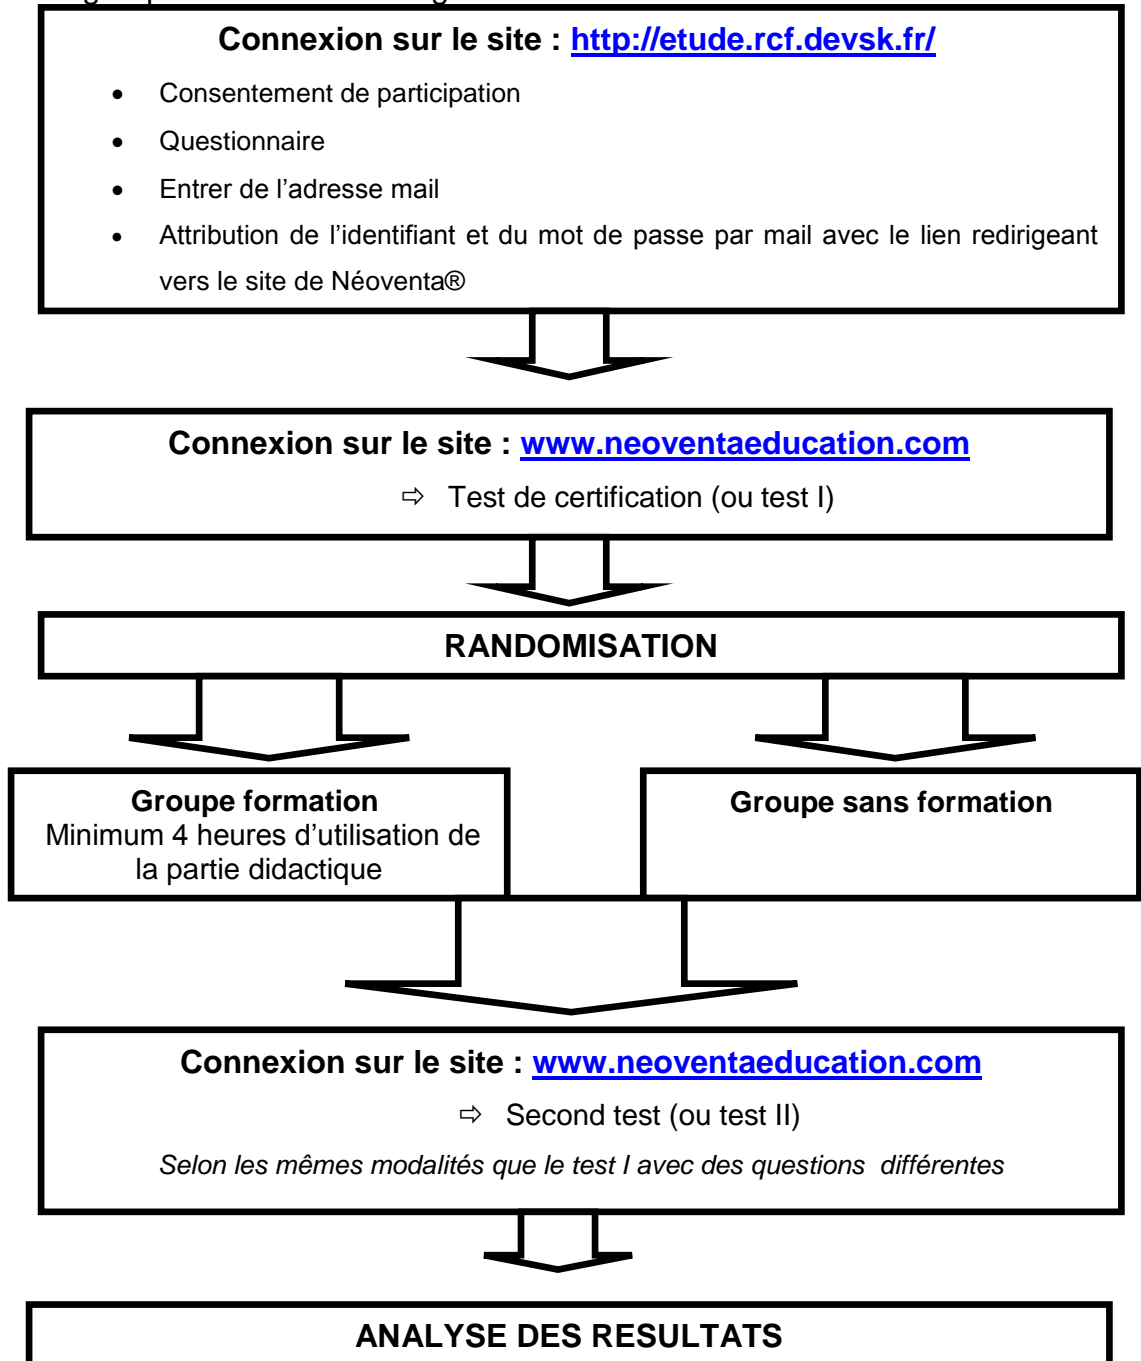 Connexion sur le site : http://etude.rcf.devsk.fr/
• Consentement de participation
• Questionnaire
• Entrer de l’adresse mail
• Attribution de l’identifiant et du mot de passe par mail avec le lien redirigeant
vers le site de Néoventa®
Connexion sur le site : www.neoventaeducation.com
⇨ Test de certification (ou test I)
RANDOMISATION
Groupe formation
Minimum 4 heures d’utilisation de
la partie didactique
Groupe sans formation
Connexion sur le site : www.neoventaeducation.com
⇨ Second test (ou test II)
Selon les mêmes modalités que le test I avec des questions différentes
ANALYSE DES RESULTATS